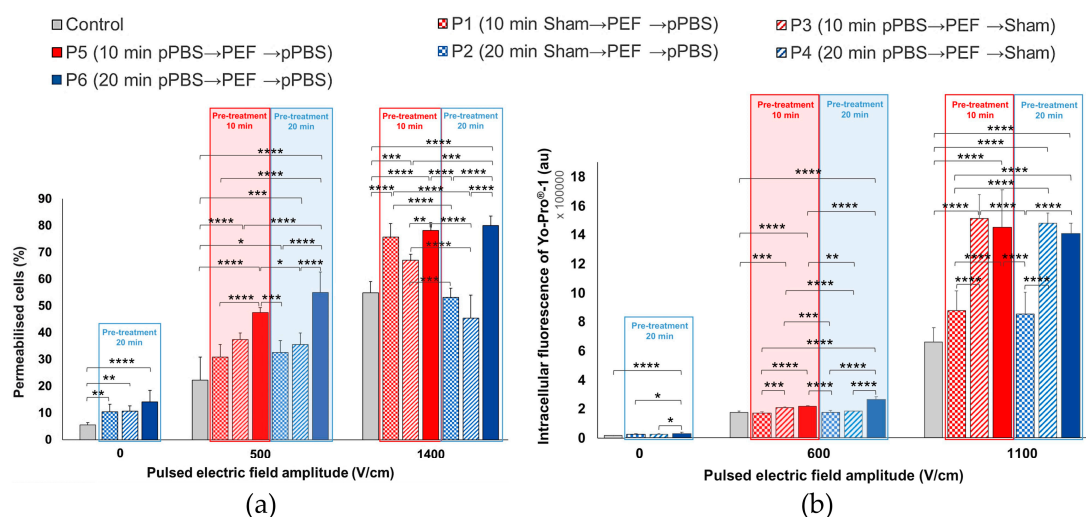 Control
P1 (10 min Sham→PEF →pPBS)
P3 (10 min pPBS→PEF→Sham)
P5 (10 min pPBS→PEF →pPBS)
P2 (20 min Sham→PEF →pPBS)
P4 (20 min pPBS→PEF→Sham)
P6 (20 min pPBS→PEF →pPBS)
Permeabilised cells (%)
90
80
70
60
50
40
30
20
10
0
Pre-treatment
20 min
**
**
****
Pre-treatment
10 min
Pre-treatment
20 min
****
****
***
**** ****
* ****
**** * ****
**** ***
Pre-treatment
10 min
Pre-treatment
20 min
****
*** ***
**** **** ****
**** ****
****
** ****
****
***
0 500 1400
Pulsed electric field amplitude (V/cm)
(a)
Intracellular fluorescence of Yo-Pro®-1 (au)
x 100000
18
16
14
12
10
8
6
4
2
0
Pre-treatment
20 min
****
*
*
Pre-treatment
10 min
Pre-treatment
20 min
****
****
****
*** **
***
***
****
**** ****
*** **** ****
Pre-treatment
10 min
Pre-treatment
20 min
****
****
****
****
****
**** **** ****
**** ****
**** ****
0 600 1100
Pulsed electric field amplitude (V/cm)
(b)